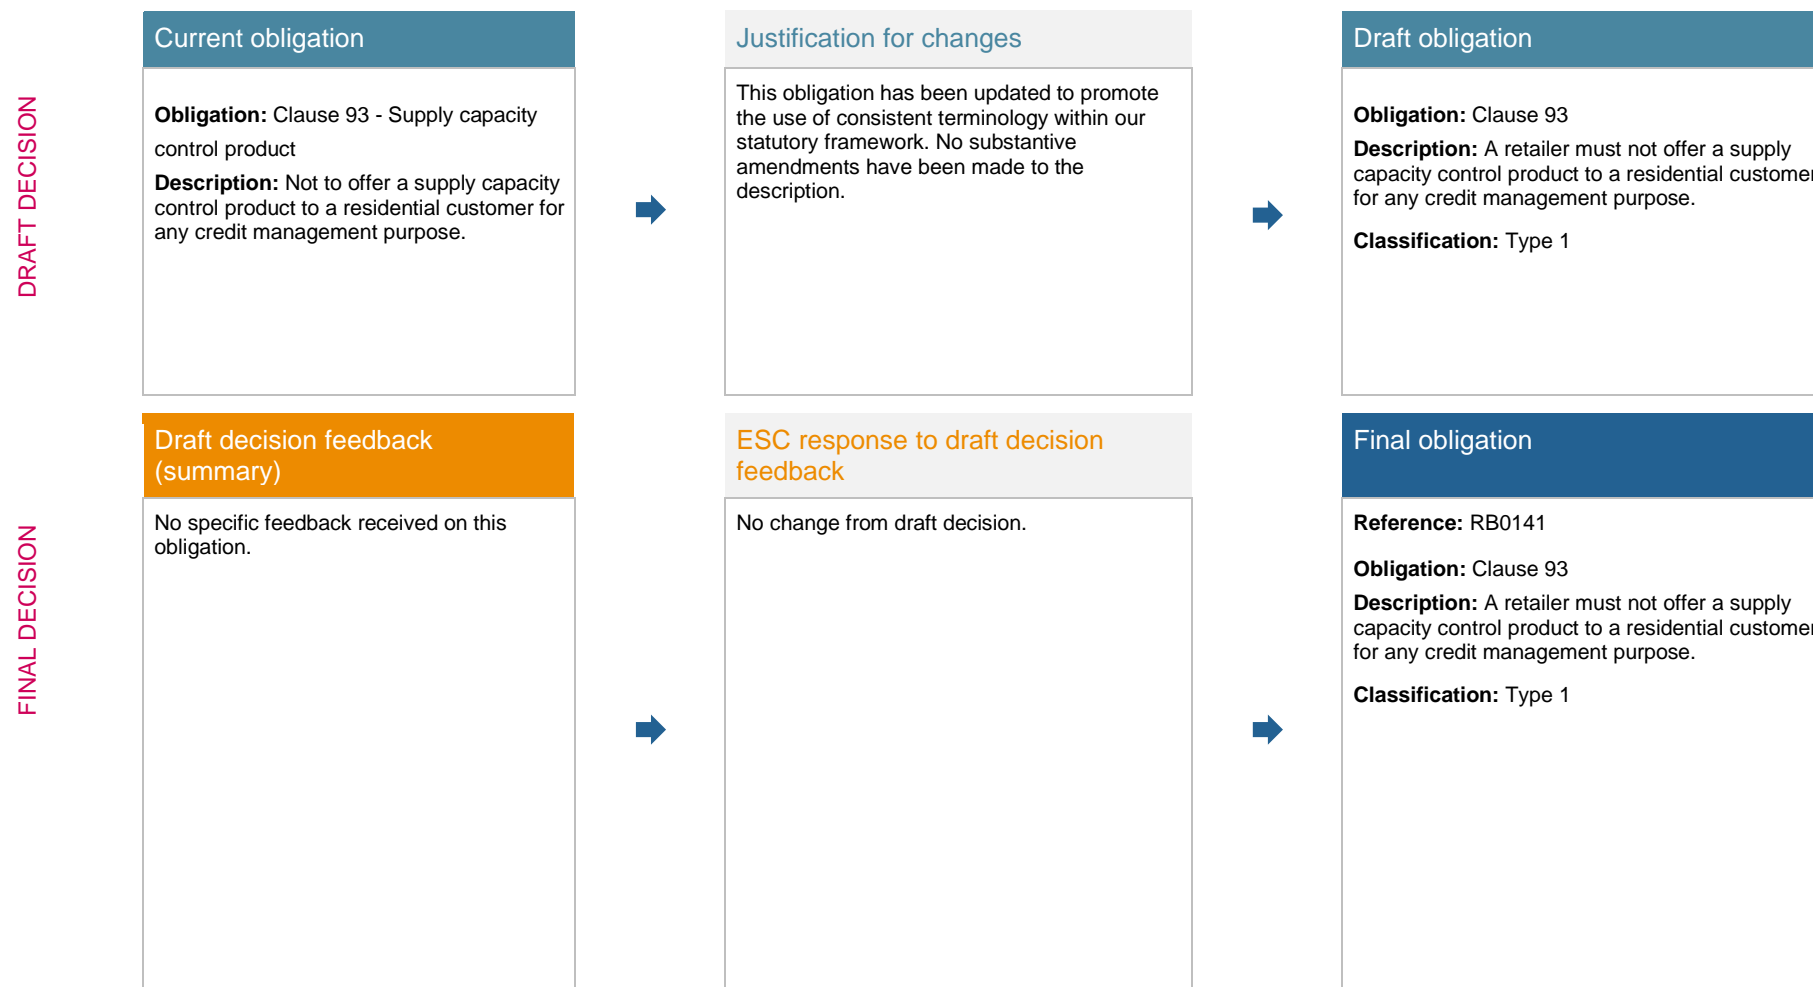 DRAFT DECISION
Current obligation
Obligation: Clause 93 - Supply capacity
control product
Description: Not to offer a supply capacity
control product to a residential customer for
any credit management purpose.
Justification for changes
This obligation has been updated to promote
the use of consistent terminology within our
statutory framework. No substantive
amendments have been made to the
description.
Draft obligation
Obligation: Clause 93
Description: A retailer must not offer a supply
capacity control product to a residential customer
for any credit management purpose.
Classification: Type 1
FINAL DECISION
Draft decision feedback
(summary)
No specific feedback received on this
obligation.
ESC response to draft decision
feedback
No change from draft decision.
Final obligation
Reference: RB0141
Obligation: Clause 93
Description: A retailer must not offer a supply
capacity control product to a residential customer
for any credit management purpose.
Classification: Type 1